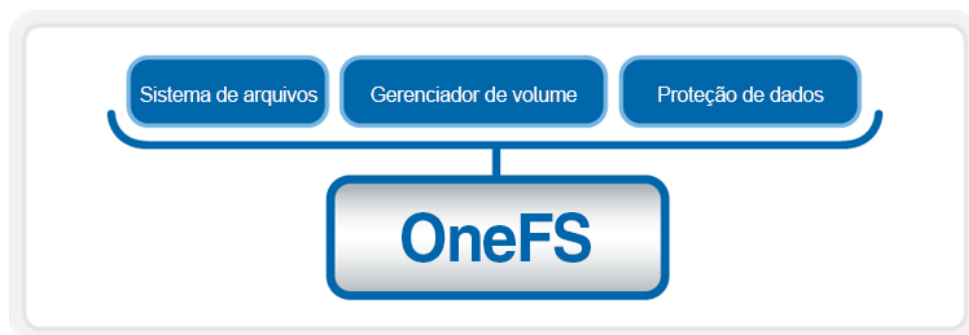 Sistema de arquivos
Gerenciador de volume
Proteção de dados
OneFS